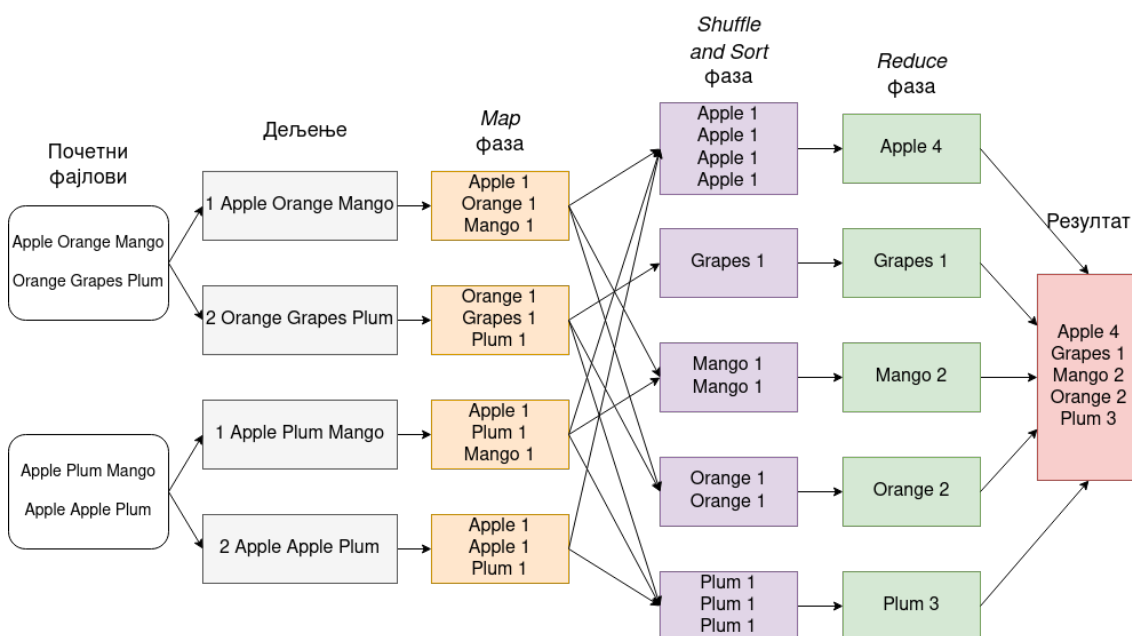 Почетни
фајлови
Apple Orange Mango
Orange Grapes Plum
Apple Plum Mango
Apple Apple Plum
Дељење
1 Apple Orange Mango
2 Orange Grapes Plum
1 Apple Plum Mango
2 Apple Apple Plum
Map
фаза
Apple 1
Orange 1
Mango 1
Orange 1
Grapes 1
Plum 1
Apple 1
Plum 1
Mango 1
Apple 1
Apple 1
Plum 1
Shuffle
and Sort
фаза
Apple 1
Apple 1
Apple 1
Apple 1
Grapes 1
Mango 1
Mango 1
Orange 1
Orange 1
Plum 1
Plum 1
Plum 1
Reduce
фаза
Apple 4
Grapes 1
Mango 2
Orange 2
Plum 3
Резултат
Apple 4
Grapes 1
Mango 2
Orange 2
Plum 3